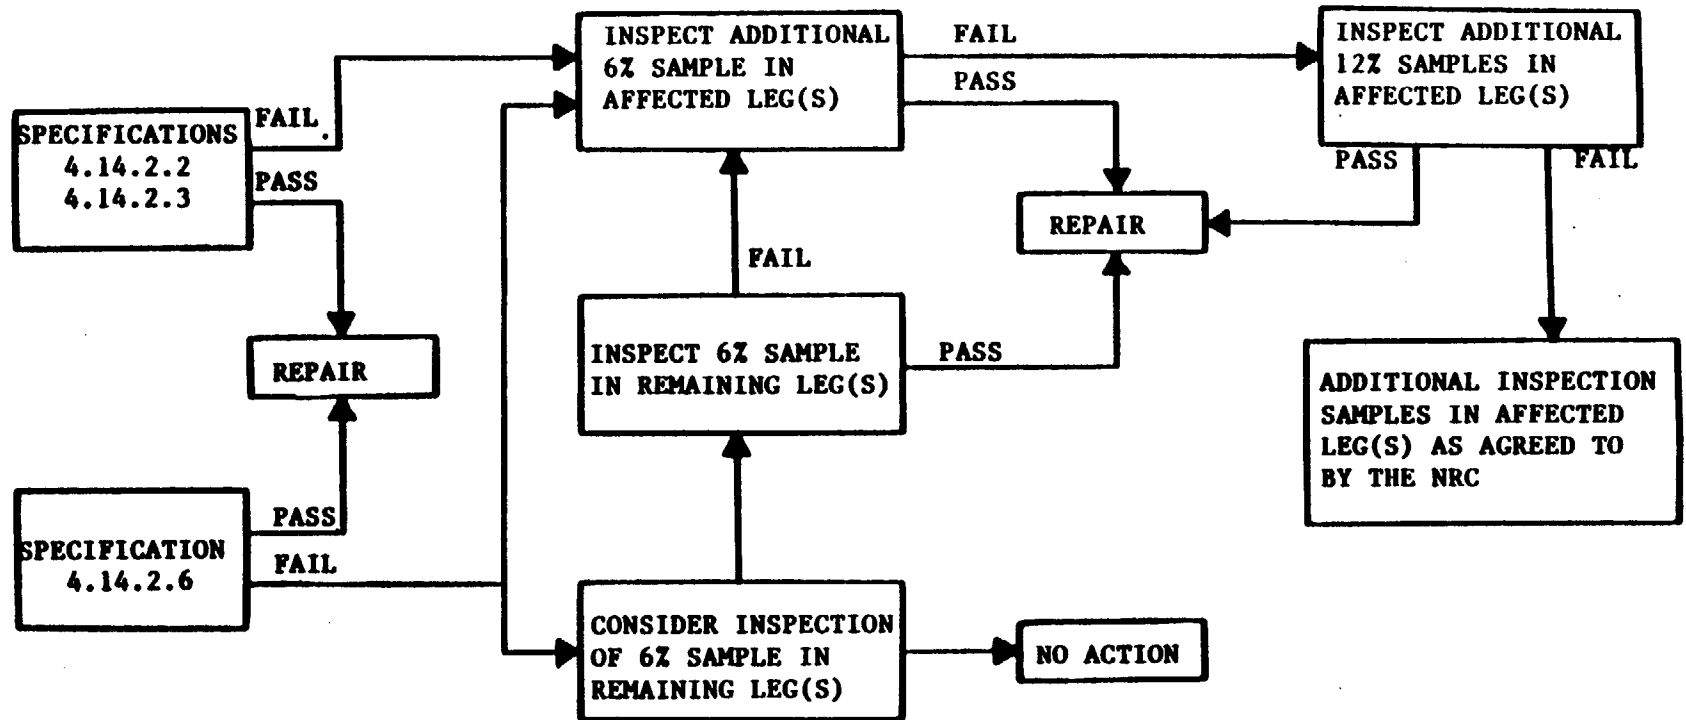 SPECIFICATIONS
4.14.2.2
4.14.2.3
FAIL.
PASS
REPAIR
SPECIFICATION
4.14.2.6
PASS
FAIL
INSPECT ADDITIONAL
6% SAMPLE IN
AFFECTED LEG(S)
FAIL
PASS
FAIL
INSPECT 6% SAMPLE
IN REMAINING LEG(S)
PASS
CONSIDER INSPECTION
OF 6% SAMPLE IN
REMAINING LEG(S)
NO ACTION
REPAIR
INSPECT ADDITIONAL
12% SAMPLES IN
AFFECTED LEG(S)
PASS
FAIL
ADDITIONAL INSPECTION
SAMPLES IN AFFECTED
LEG(S) AS AGREED TO
BY THE NRC